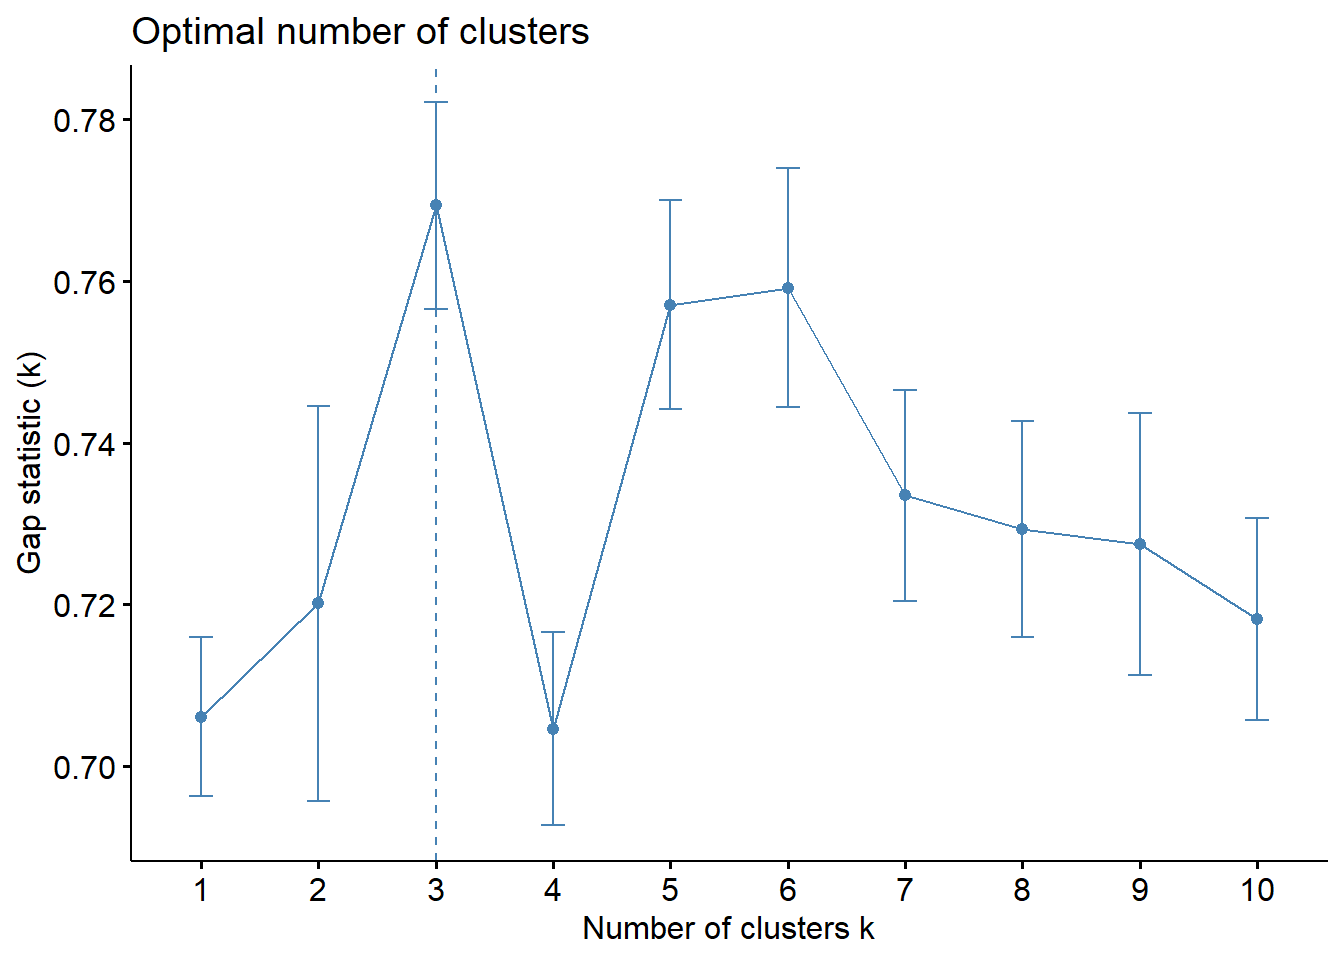 Optimal number of clusters
0.78
0.76
0.74
0.72
0.70
Gap statistic (k)
1 2 3 4 5 6 7 8 9 10
Number of clusters k